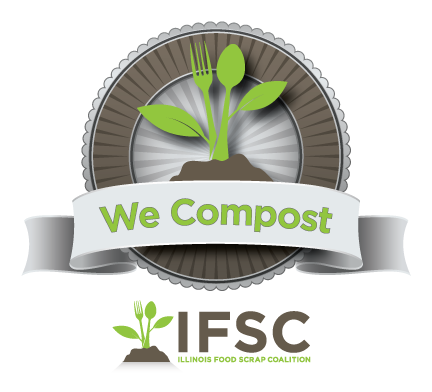 We Compost
IFSC
ILLINOIS FOOD SCRAP COALITION